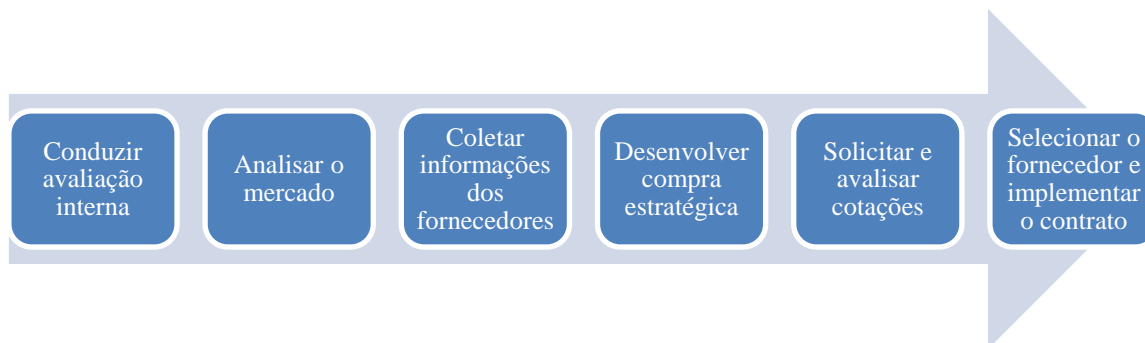 Conduzir
avaliação
interna
Analisar o
mercado
Coletar
informações
dos
fornecedores
Desenvolver
compra
estratégica
Solicitar e
avalisar
cotações
Selecionar o
fornecedor e
implementar
o contrato